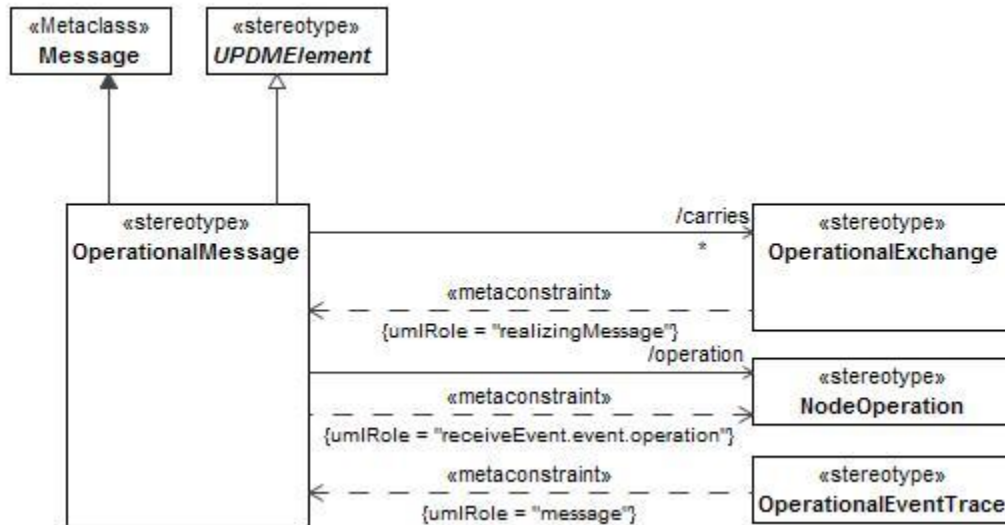 «Metaclass»
Message
«stereotype»
UPDMElement
«stereotype»
OperationalMessage
/carries
*
«stereotype»
OperationalExchange
«metaconstraint»
{umlRole = "realizingMessage"}
/operation
«stereotype»
NodeOperation
«metaconstraint»
{umlRole = "receiveEvent.event.operation"}
«metaconstraint»
{umlRole = "message"}
«stereotype»
OperationalEventTrace